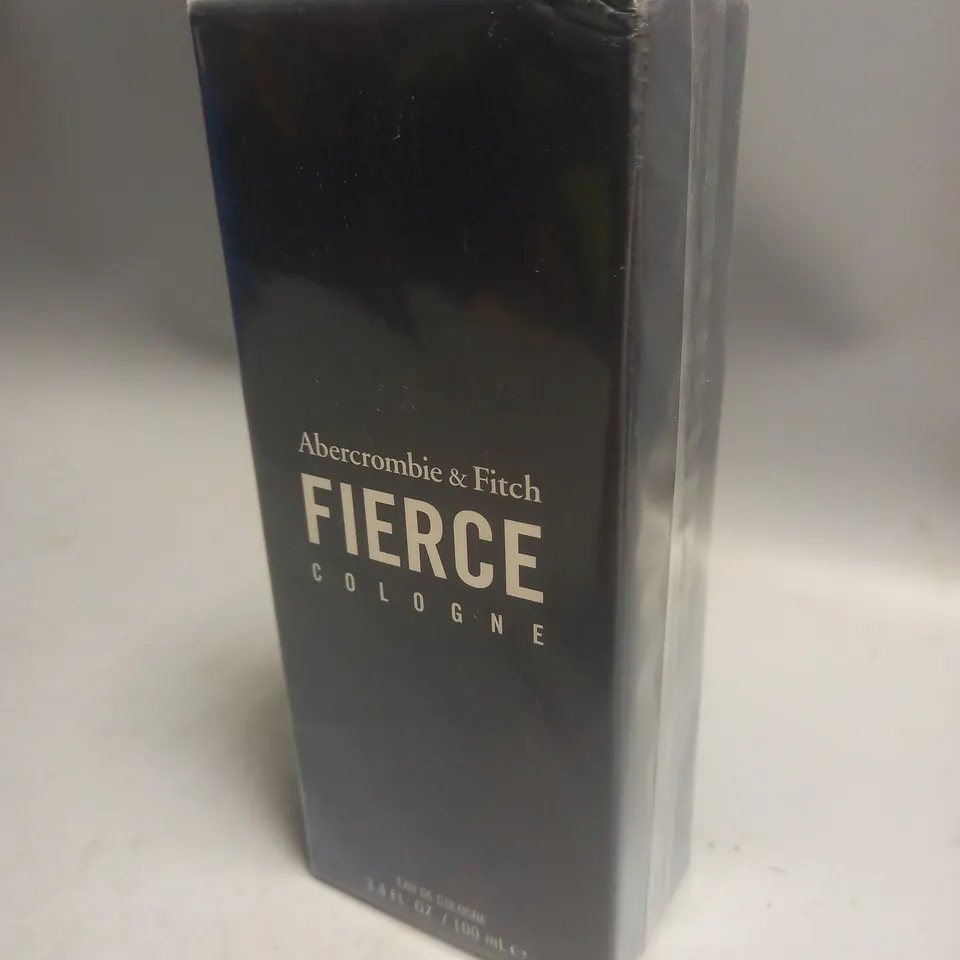 Abercrombie & Fitch
FIERCE
COLOGNE
EAU DE COLOGNE
3.4 FL OZ / 100 mL e